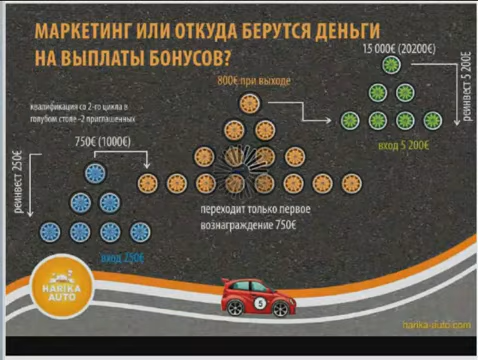 МАРКЕТИНГ ИЛИ ОТКУДА БЕРУТСЯ ДЕНЬГИ
НА ВЫПЛАТЫ БОНУСОВ?
15 000€ (20200€)
800€ при выходе
реинвест 5 200€
квалификация со 2-го цикла в
голубом столе -2 приглашенных
750€ (1000€)
вход 5 200€
реинвест 250€
переходит только первое
вознаграждение 750€
вход 250€
HARIKA
AUTO
5
harika-auto.com